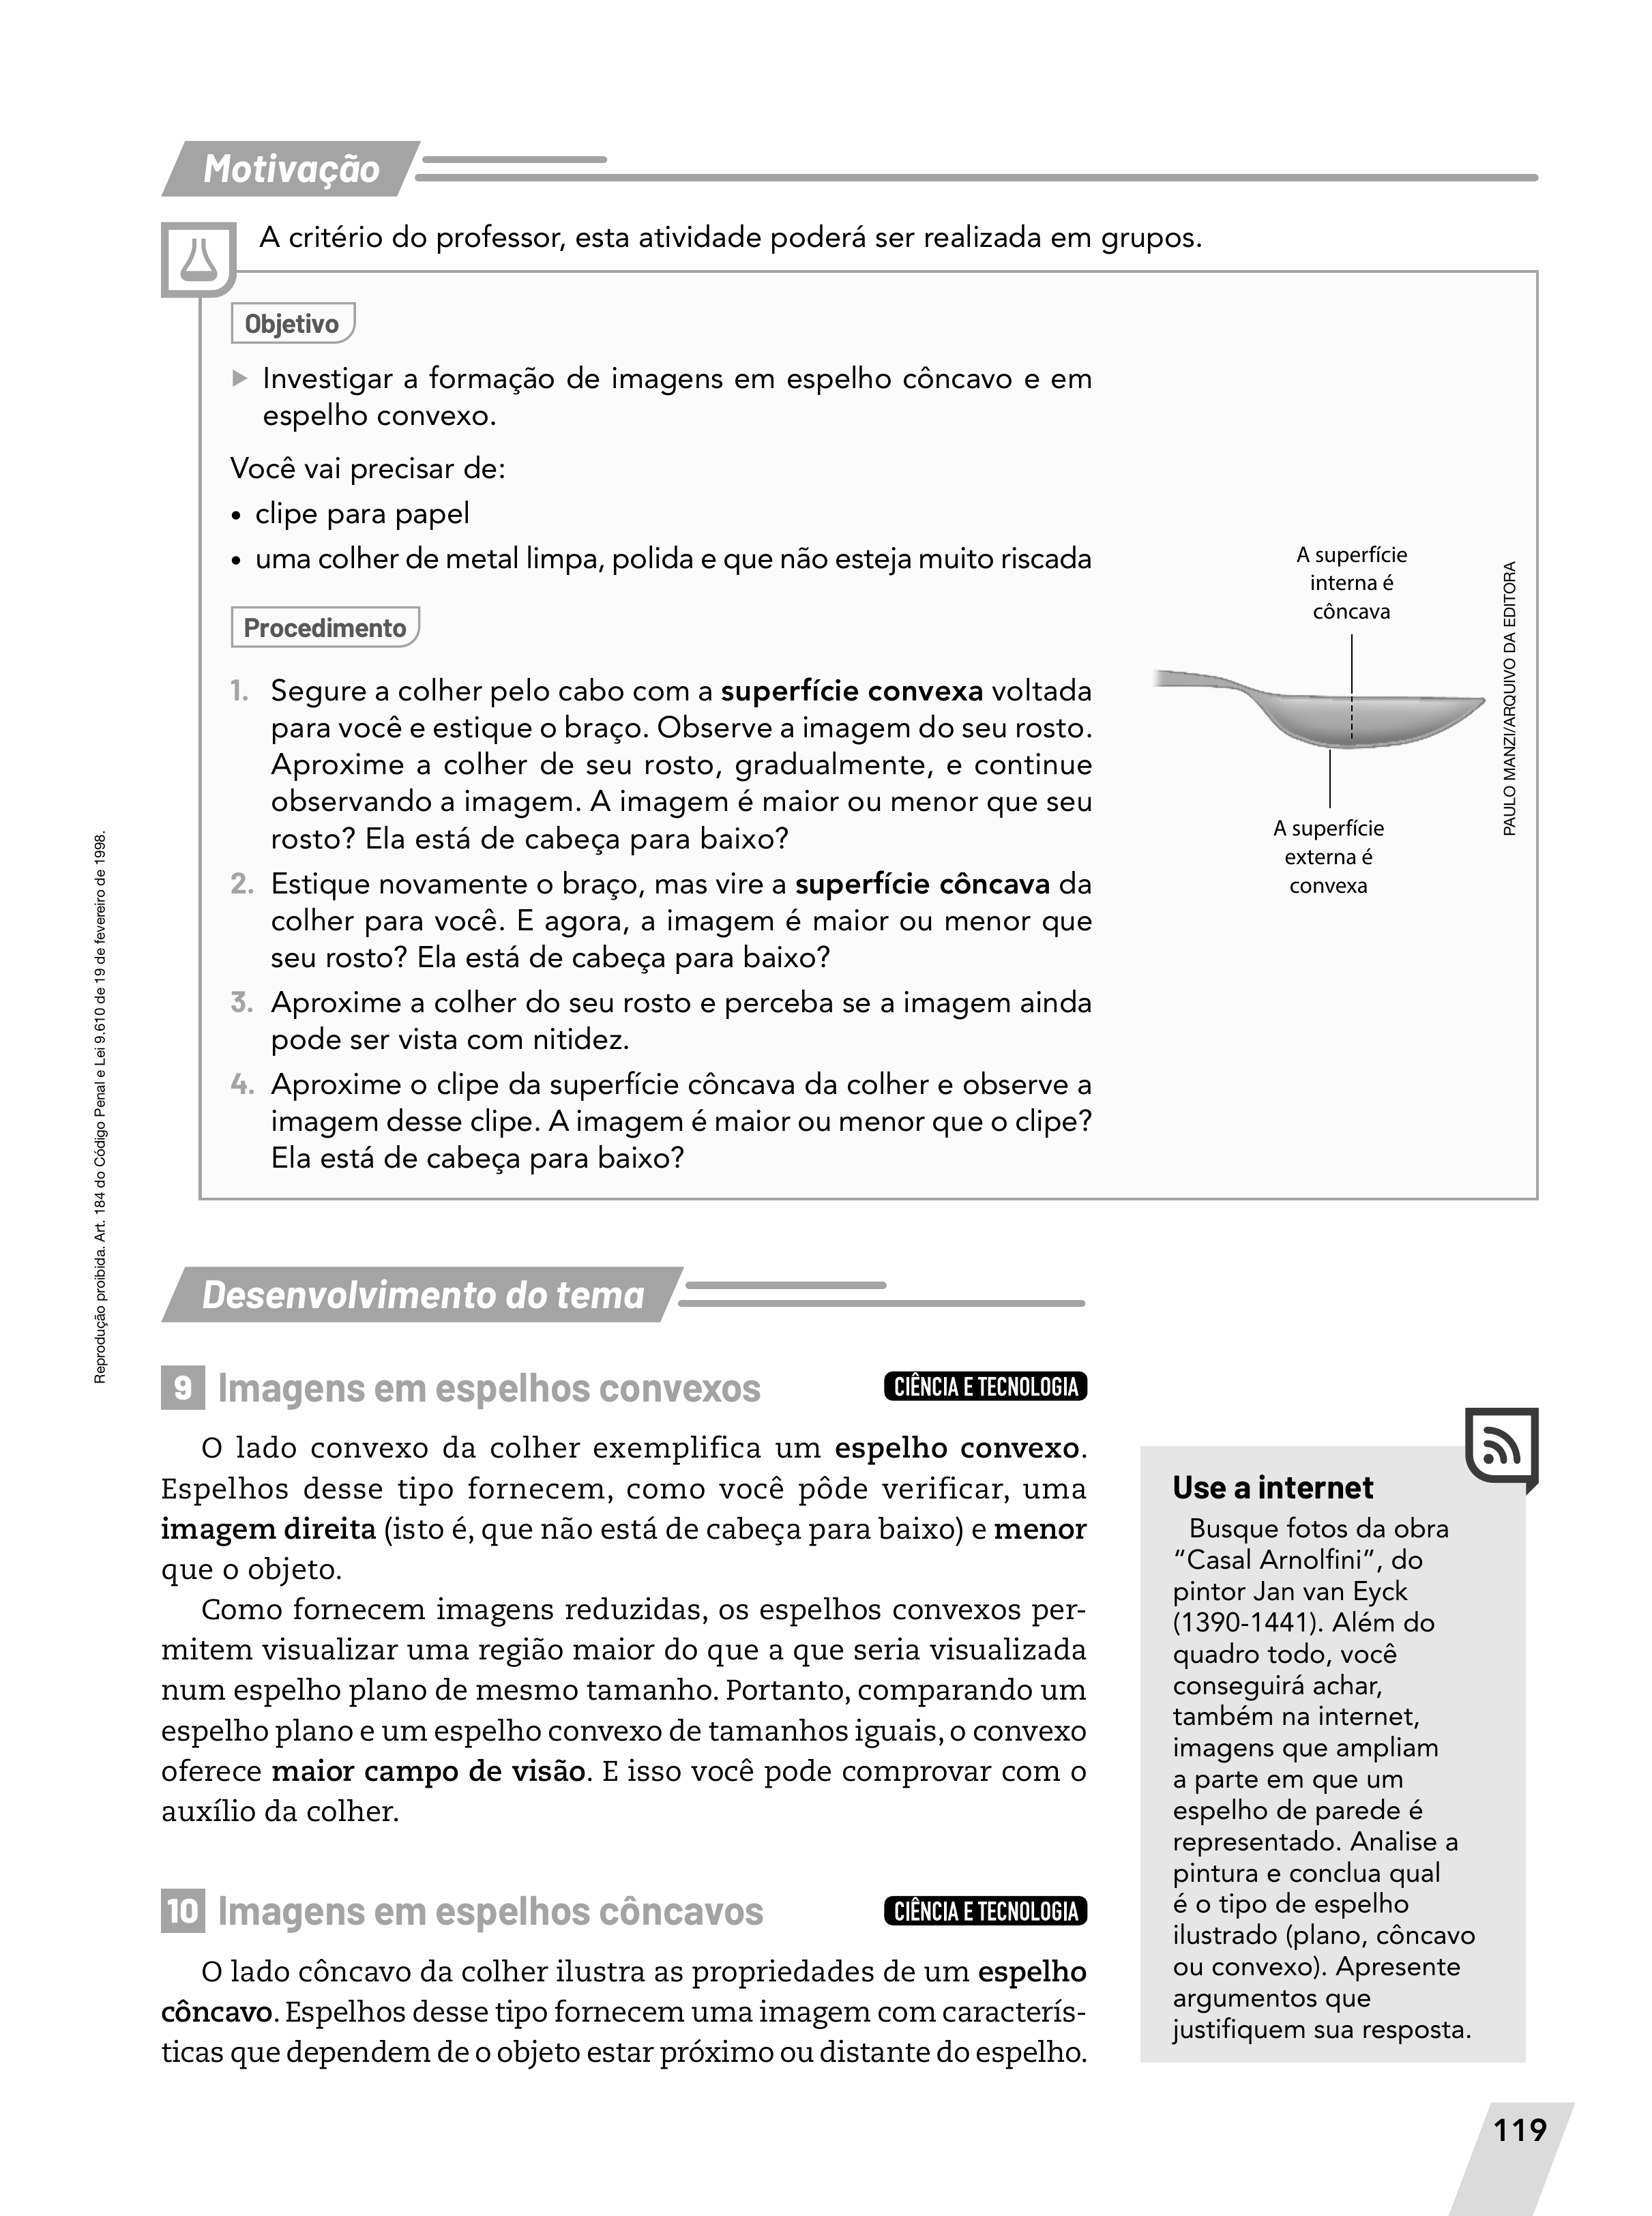 Motivação
A critério do professor, esta atividade poderá ser realizada em grupos.
Objetivo
Investigar a formação de imagens em espelho côncavo e em
espelho convexo.
Você vai precisar de:
• clipe para papel
• uma colher de metal limpa, polida e que não esteja muito riscada
Procedimento
1. Segure a colher pelo cabo com a superfície convexa voltada
para você e estique o braço. Observe a imagem do seu rosto.
Aproxime a colher de seu rosto, gradualmente, e continue
observando a imagem. A imagem é maior ou menor que seu
rosto? Ela está de cabeça para baixo?
2. Estique novamente o braço, mas vire a superfície côncava da
colher para você. E agora, a imagem é maior ou menor que
seu rosto? Ela está de cabeça para baixo?
3. Aproxime a colher do seu rosto e perceba se a imagem ainda
pode ser vista com nitidez.
4. Aproxime o clipe da superfície côncava da colher e observe a
imagem desse clipe. A imagem é maior ou menor que o clipe?
Ela está de cabeça para baixo?
A superfície
interna é
côncava
A superfície
externa é
convexa
PAULO MANZI/ARQUIVO DA EDITORA
Reprodução proibida. Art. 184 do Código Penal e Lei 9.610 de 19 de fevereiro de 1998.
Desenvolvimento do tema
9 Imagens em espelhos convexos
CIÊNCIA E TECNOLOGIA
O lado convexo da colher exemplifica um espelho convexo.
Espelhos desse tipo fornecem, como você pôde verificar, uma
imagem direita (isto é, que não está de cabeça para baixo) e menor
que o objeto.
Como fornecem imagens reduzidas, os espelhos convexos per-
mitem visualizar uma região maior do que a que seria visualizada
num espelho plano de mesmo tamanho. Portanto, comparando um
espelho plano e um espelho convexo de tamanhos iguais, o convexo
oferece maior campo de visão. E isso você pode comprovar com o
auxílio da colher.
10 Imagens em espelhos côncavos
CIÊNCIA E TECNOLOGIA
O lado côncavo da colher ilustra as propriedades de um espelho
côncavo. Espelhos desse tipo fornecem uma imagem com caracterís-
ticas que dependem de o objeto estar próximo ou distante do espelho.
Use a internet
Busque fotos da obra
“Casal Arnolfini”, do
pintor Jan van Eyck
(1390-1441). Além do
quadro todo, você
conseguirá achar,
também na internet,
imagens que ampliam
a parte em que um
espelho de parede é
representado. Analise a
pintura e conclua qual
é o tipo de espelho
ilustrado (plano, côncavo
ou convexo). Apresente
argumentos que
justifiquem sua resposta.
119